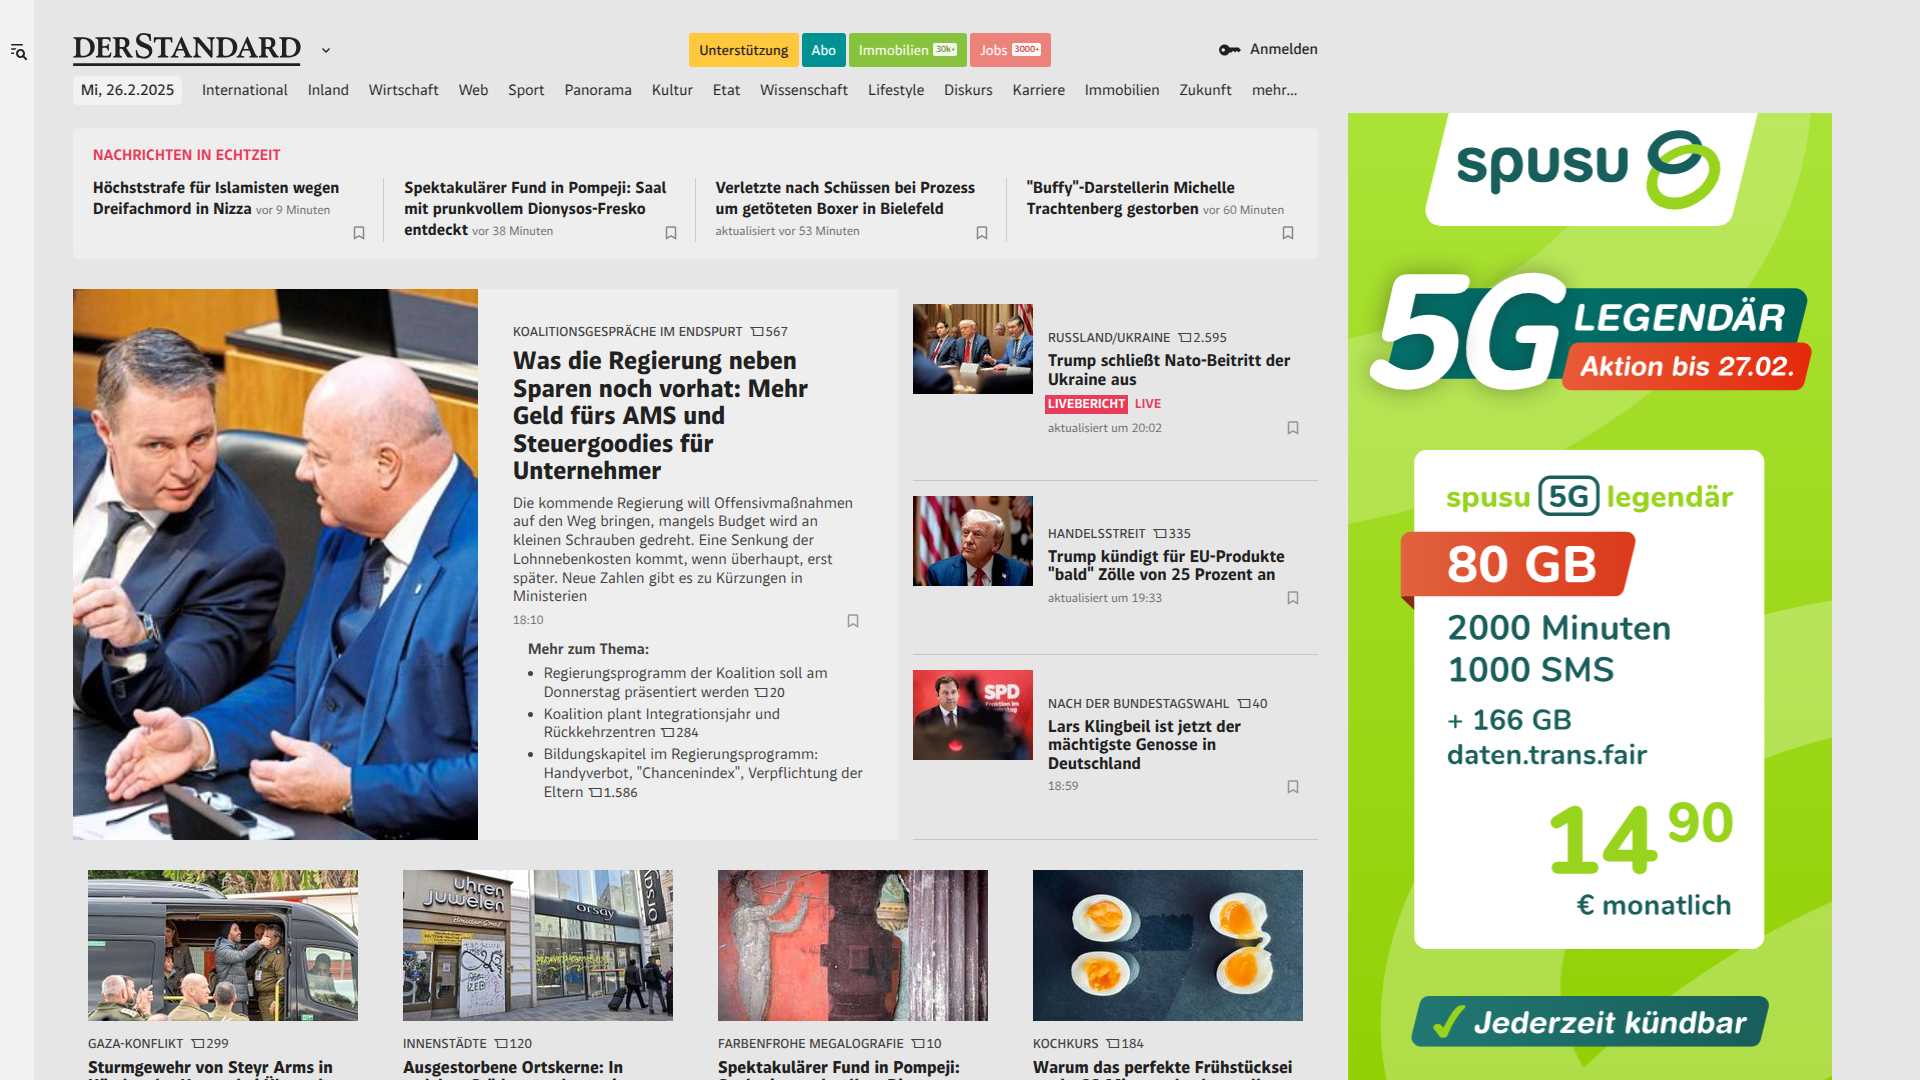 DERSTANDARD
Unterstützung
Abo
Immobilien 30k+
Jobs 3000+
Anmelden
Mi, 26.2.2025
International
Inland
Wirtschaft
Web
Sport
Panorama
Kultur
Etat
Wissenschaft
Lifestyle
Diskurs
Karriere
Immobilien
Zukunft
mehr...
NACHRICHTEN IN ECHTZEIT
Höchststrafe für Islamisten wegen
Dreifachmord in Nizza vor 9 Minuten
Spektakulärer Fund in Pompeji: Saal
mit prunkvollem Dionysos-Fresko
entdeckt vor 38 Minuten
Verletzte nach Schüssen bei Prozess
um getöteten Boxer in Bielefeld
aktualisiert vor 53 Minuten
"Buffy"-Darstellerin Michelle
Trachtenberg gestorben vor 60 Minuten
KOALITIONSGESPRÄCHE IM ENDSPURT 567
Was die Regierung neben
Sparen noch vorhat: Mehr
Geld fürs AMS und
Steuergoodies für
Unternehmer
Die kommende Regierung will Offensivmaßnahmen
auf den Weg bringen, mangels Budget wird an
kleinen Schrauben gedreht. Eine Senkung der
Lohnnebenkosten kommt, wenn überhaupt, erst
später. Neue Zahlen gibt es zu Kürzungen in
Ministerien
18:10
Mehr zum Thema:
Regierungsprogramm der Koalition soll am
Donnerstag präsentiert werden 20
Koalition plant Integrationsjahr und
Rückkehrzentren 284
Bildungskapitel im Regierungsprogramm:
Handyverbot, "Chancenindex", Verpflichtung der
Eltern 1.586
RUSSLAND/UKRAINE 2.595
Trump schließt Nato-Beitritt der
Ukraine aus
LIVEBERICHT LIVE
aktualisiert um 20:02
HANDELSSTREIT 335
Trump kündigt für EU-Produkte
"bald" Zölle von 25 Prozent an
aktualisiert um 19:33
SPD
Fraktion im
NACH DER BUNDESTAGSWAHL 40
Lars Klingbeil ist jetzt der
mächtigste Genosse in
Deutschland
18:59
GAZA-KONFLIKT 299
Sturmgewehr von Steyr Arms in
uhren
juwelen
orsay
INNENSTÄDTE 120
Ausgestorbene Ortskerne: In
FARBENFROHE MEGALOGRAFIE 10
Spektakulärer Fund in Pompeji:
KOCHKURS 184
Warum das perfekte Frühstücksei
spusu
5G
LEGENDÄR
Aktion bis 27.02.
spusu 5G legendär
80 GB
2000 Minuten
1000 SMS
+ 166 GB
daten.trans.fair
14 90
€ monatlich
Jederzeit kündbar